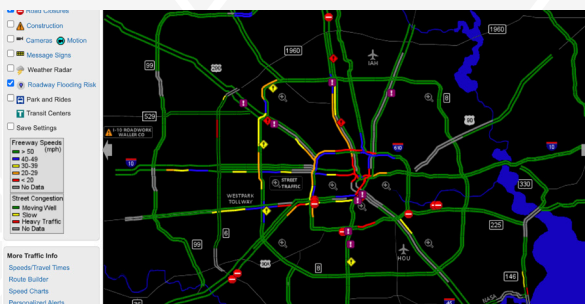 Road Closures
Construction
Cameras Motion
Message Signs
Weather Radar
Roadway Flooding Risk
Park and Rides
Transit Centers
Save Settings
Freeway Speeds
(mph)
> 50
40-49
30-39
20-29
< 20
No Data
Street Congestion
Moving Well
Slow
Heavy Traffic
No Data
More Traffic Info
Speeds/Travel Times
Route Builder
Speed Charts
Personalized Alerts
1960
1960
IAH
99
290
8
529
90
I-10 ROADWORK
WALLER CO
10
610
10
STREET
TRAFFIC
330
WESTPARK
TOLLWAY
6
225
99
HOU
8
146
NASA
45